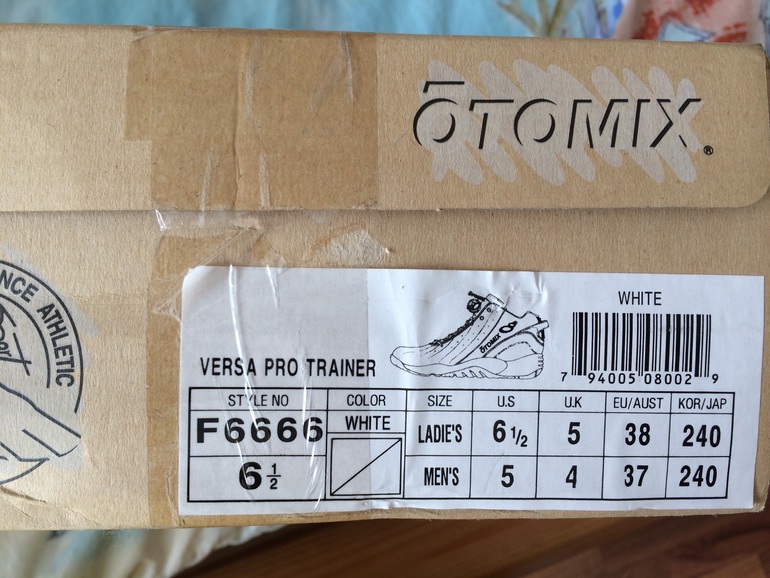 ŌTOMIX®
NCE ATHLETIC
WHITE
ŌTOMIX
VERSA PRO TRAINER
7 94005 08002 9
STYLE NO COLOR SIZE U.S U.K EU/AUST KOR/JAP
F6666 WHITE LADIE'S 6 1/2 5 38 240
6 1/2 MEN'S 5 4 37 240